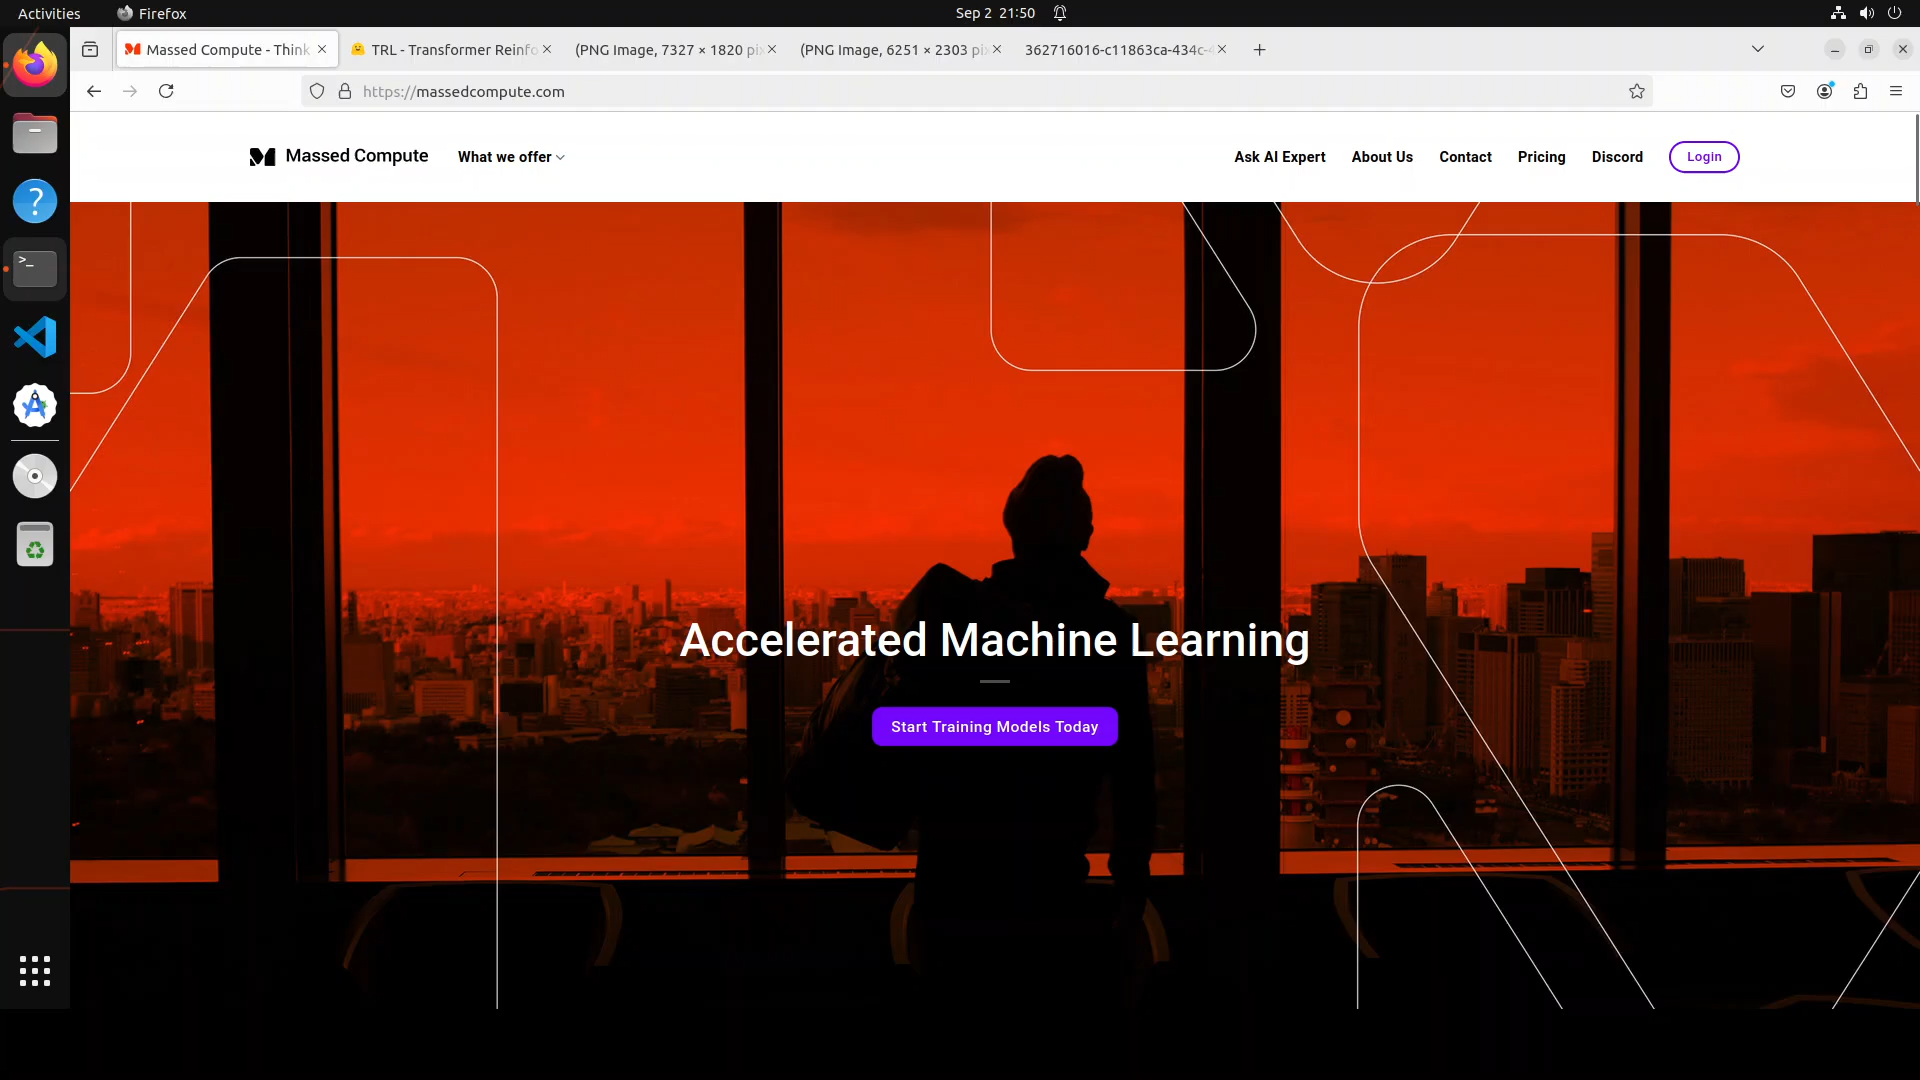 Activities
Firefox
Sep 2 21:50
Massed Compute - Think
TRL - Transformer Reinfo
(PNG Image, 7327 × 1820 pi
(PNG Image, 6251 × 2303 pi
362716016-c11863ca-434c-4
https://massedcompute.com
Massed Compute
What we offer
Ask AI Expert
About Us
Contact
Pricing
Discord
Login
Accelerated Machine Learning
Start Training Models Today